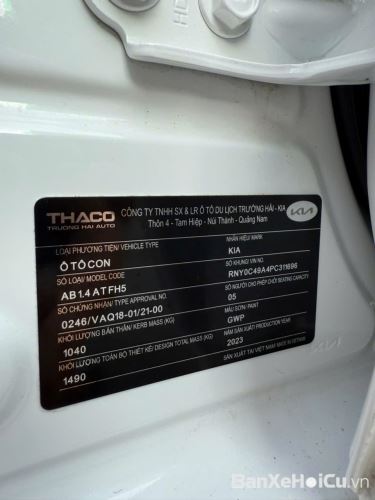 THACO
TRUONG HAI AUTO
CÔNG TY TNHH SX & LR Ô TÔ DU LỊCH TRƯỜNG HẢI - KIA
Thôn 4 - Tam Hiệp - Núi Thành - Quảng Nam
KIA
LOẠI PHƯƠNG TIỆN/ VEHICLE TYPE
Ô TÔ CON
SỐ LOẠI/ MODEL CODE
AB 1.4 AT FH5
SỐ CHỨNG NHẬN/ TYPE APPROVAL NO.
0246/VAQ18-01/21-00
KHỐI LƯỢNG BẢN THÂN/ KERB MASS (KG)
1040
KHỐI LƯỢNG TOÀN BỘ THIẾT KẾ/ DESIGN TOTAL MASS (KG)
1490
NHÃN HIỆU/ MARK
KIA
SỐ KHUNG/ VIN NO.
RNY0C49A4PC311696
SỐ NGƯỜI CHO PHÉP CHỞ/ SEATING CAPACITY
05
MÀU SƠN/ PAINT
GWP
NĂM SẢN XUẤT/ PRODUCTION YEAR
2023
SẢN XUẤT TẠI VIỆT NAM/ MADE IN VIETNAM
BanXeHoiCu.vn